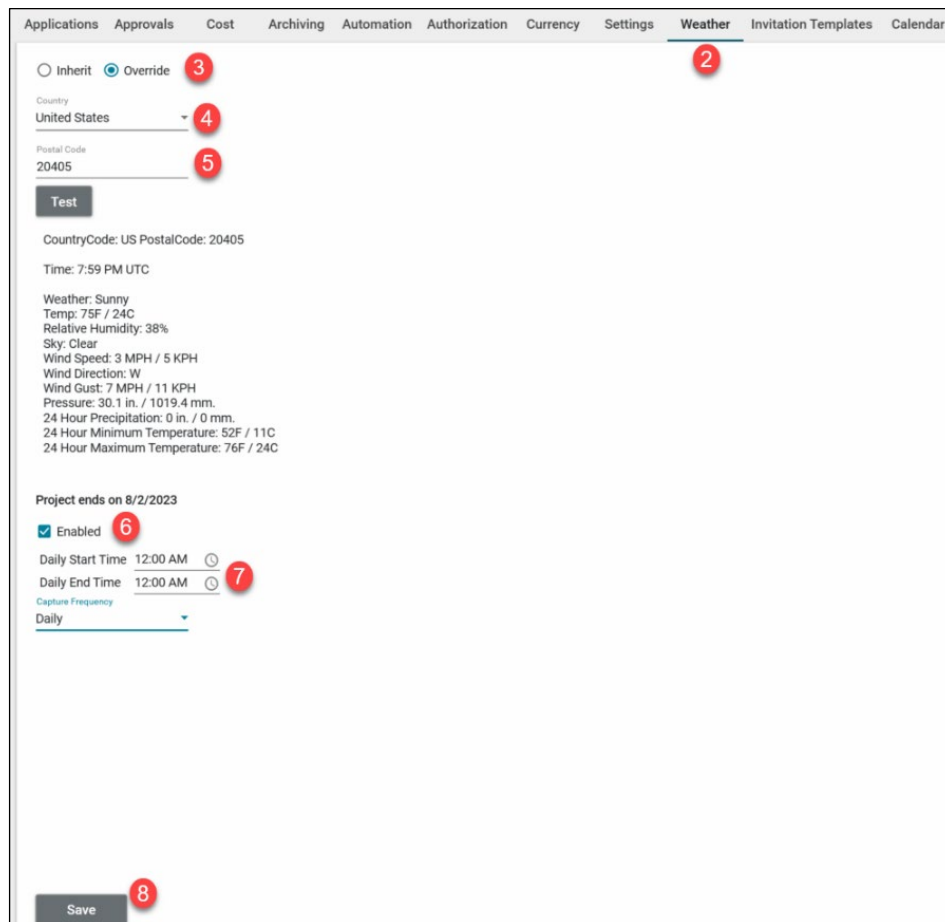 Applications Approvals Cost Archiving Automation Authorization Currency Settings Weather Invitation Templates Calendar
2
Inherit Override 3
Country
United States 4
Postal Code
20405 5
Test
CountryCode: US PostalCode: 20405
Time: 7:59 PM UTC
Weather: Sunny
Temp: 75F / 24C
Relative Humidity: 38%
Sky: Clear
Wind Speed: 3 MPH / 5 KPH
Wind Direction: W
Wind Gust: 7 MPH / 11 KPH
Pressure: 30.1 in. / 1019.4 mm.
24 Hour Precipitation: 0 in. / 0 mm.
24 Hour Minimum Temperature: 52F / 11C
24 Hour Maximum Temperature: 76F / 24C
Project ends on 8/2/2023
Enabled 6
Daily Start Time 12:00 AM
7
Daily End Time 12:00 AM
Capture Frequency
Daily
8
Save